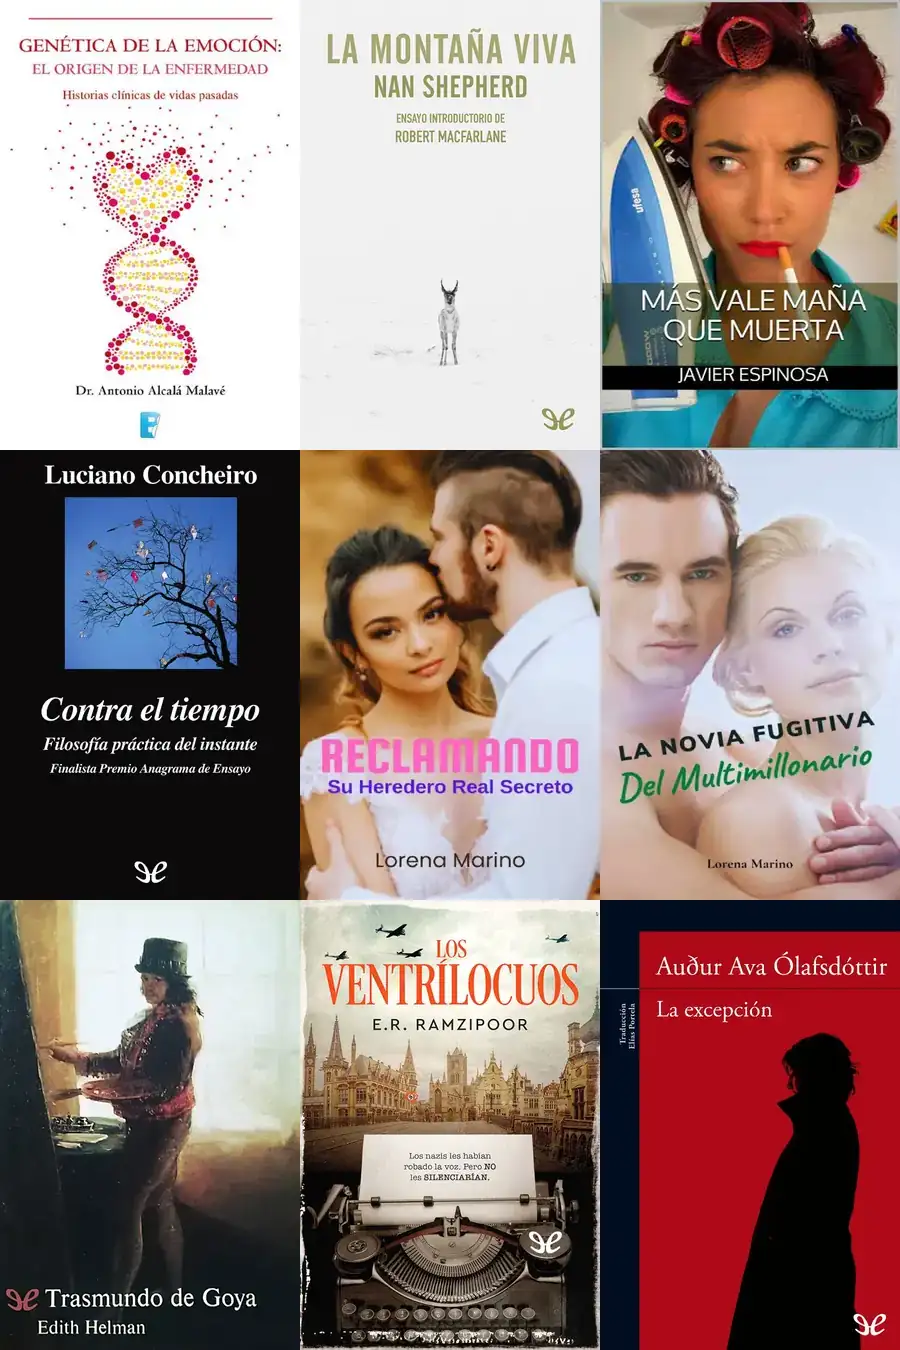 GENÉTICA DE LA EMOCIÓN:
EL ORIGEN DE LA ENFERMEDAD
Historias clínicas de vidas pasadas
Dr. Antonio Alcalá Malavé
B
LA MONTAÑA VIVA
NAN SHEPHERD
ENSAYO INTRODUCTORIO DE
ROBERT MACFARLANE
ufesa
MÁS VALE MAÑA
QUE MUERTA
JAVIER ESPINOSA
Luciano Concheiro
Contra el tiempo
Filosofía práctica del instante
Finalista Premio Anagrama de Ensayo
RECLAMANDO
Su Heredero Real Secreto
Lorena Marino
LA NOVIA FUGITIVA
Del Multimillonario
Lorena Marino
Trasmundo de Goya
Edith Helman
LOS
VENTRÍLOCUOS
E.R. RAMZIPOOR
Los nazis les habían
robado la voz. Pero NO
les SILENCIARÍAN.
Auður Ava Ólafsdóttir
La excepción
Traducción
Elías Portela